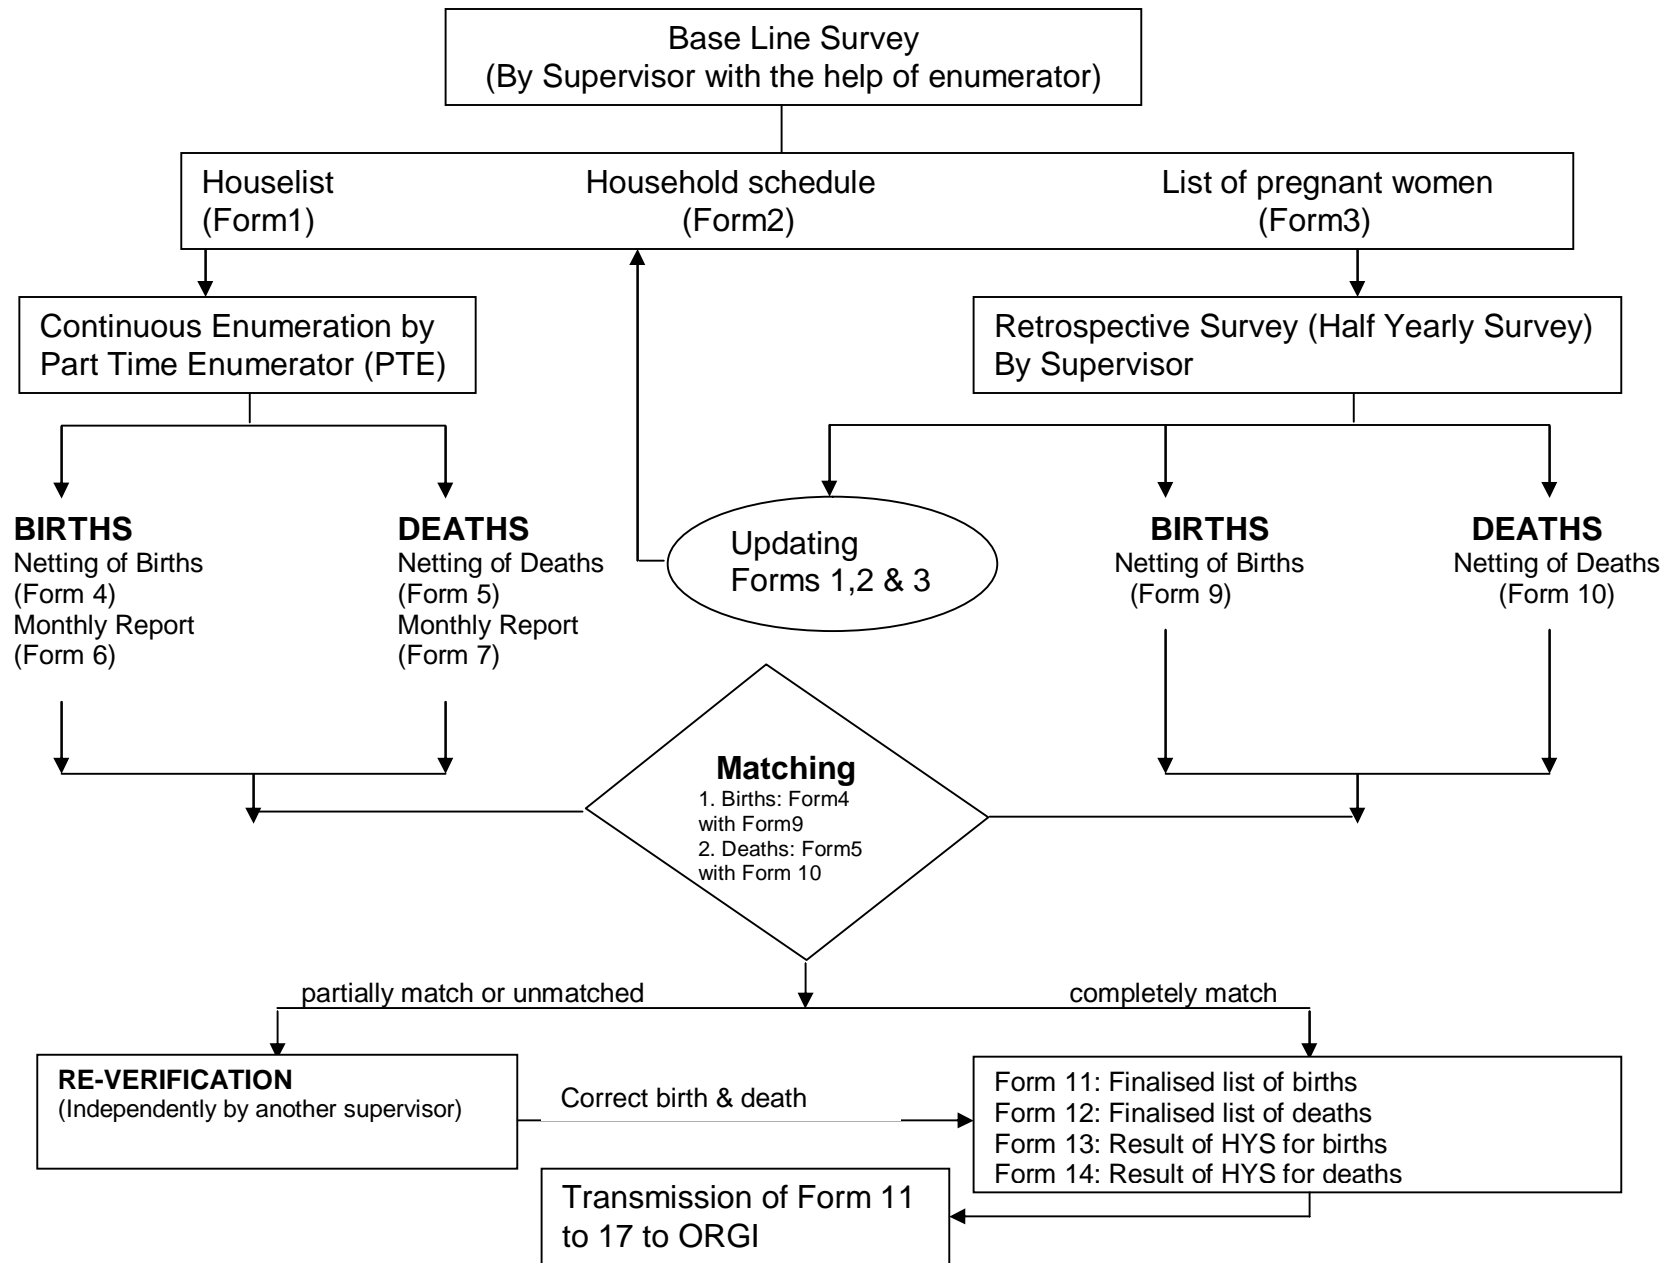 Base Line Survey
(By Supervisor with the help of enumerator)
Houselist
(Form1)
Household schedule
(Form2)
List of pregnant women
(Form3)
Continuous Enumeration by
Part Time Enumerator (PTE)
Retrospective Survey (Half Yearly Survey)
By Supervisor
BIRTHS
Netting of Births
(Form 4)
Monthly Report
(Form 6)
DEATHS
Netting of Deaths
(Form 5)
Monthly Report
(Form 7)
Updating
Forms 1,2 & 3
BIRTHS
Netting of Births
(Form 9)
DEATHS
Netting of Deaths
(Form 10)
Matching
1. Births: Form4
with Form9
2. Deaths: Form5
with Form 10
partially match or unmatched
completely match
RE-VERIFICATION
(Independently by another supervisor)
Correct birth & death
Form 11: Finalised list of births
Form 12: Finalised list of deaths
Form 13: Result of HYS for births
Form 14: Result of HYS for deaths
Transmission of Form 11
to 17 to ORGI